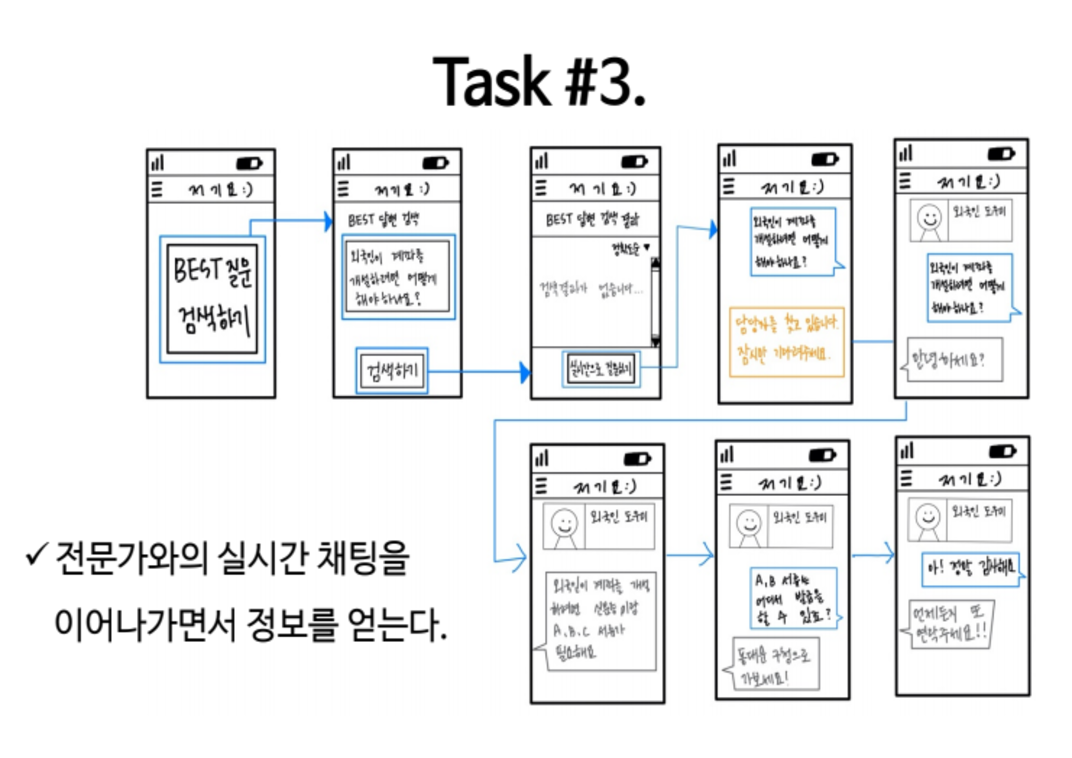 Task #3.
저기요:)
BEST 질문
검색하기
저기요:)
BEST 답변 검색
외국인이 계좌를
개설하려면 어떻게
해야하나요?
검색하기
저기요:)
BEST 답변 검색 결과
정확도순 ▼
검색결과가 없습니다...
실시간으로 질문하기
저기요:)
외국인이 계좌를
개설하려면 어떻게
해야하나요?
담당자를 찾고 있습니다.
잠시만 기다려주세요.
저기요:)
외국인 도우미
외국인이 계좌를
개설하려면 어떻게
해야하나요?
안녕하세요?
저기요:)
외국인 도우미
외국인이 계좌를 개설
하려면 신분증이랑
A,B,C 서류가
필요해요
저기요:)
외국인 도우미
A,B 서류는
어디서 발급을
할 수 있죠?
동대문 구청으로
가보세요!
저기요:)
외국인 도우미
아! 정말 감사해요
언제든지 또
연락주세요!!
✓ 전문가와의 실시간 채팅을
이어나가면서 정보를 얻는다.